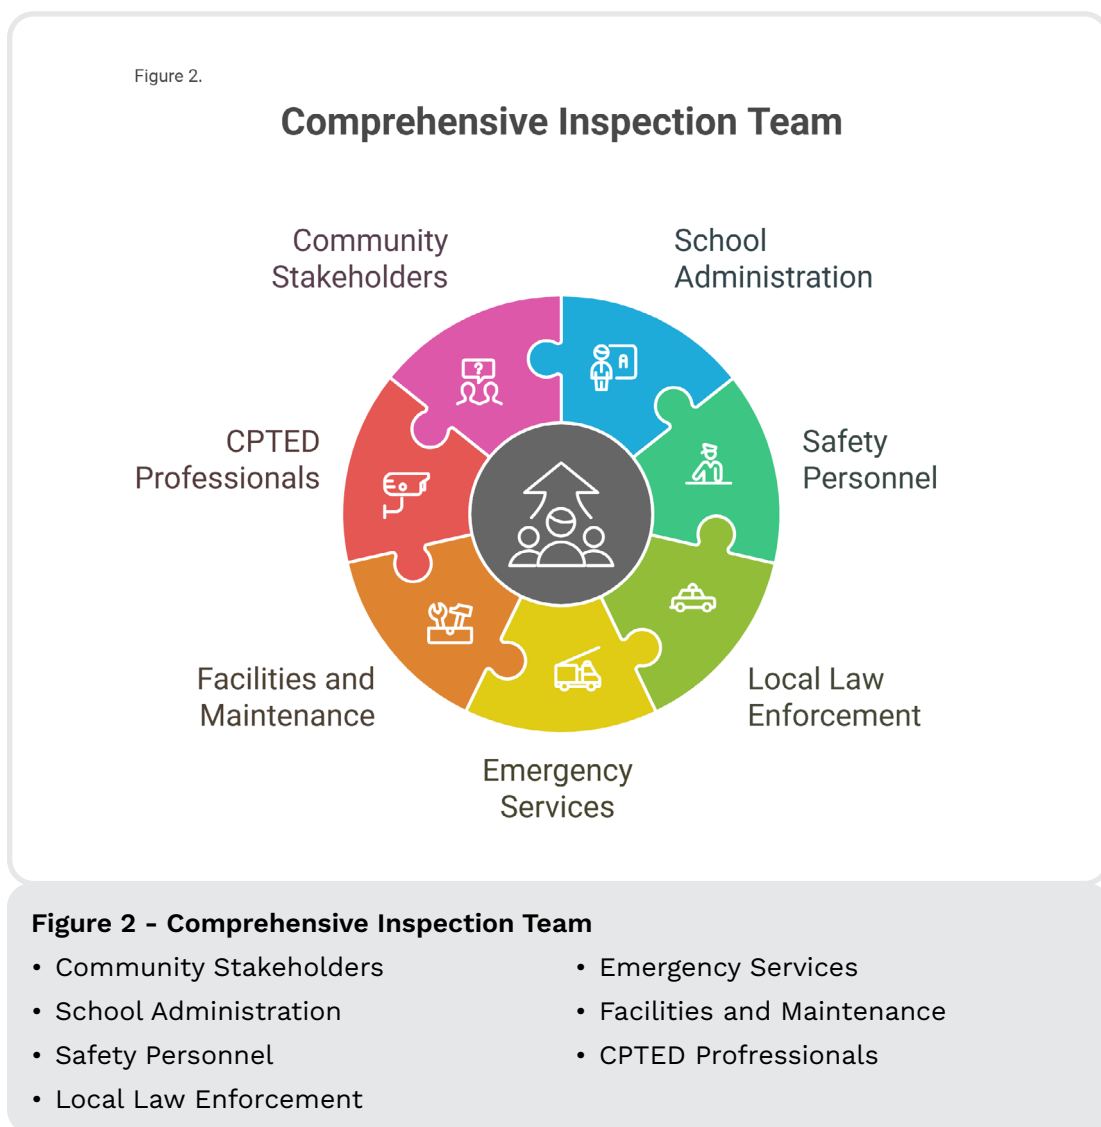 Figure 2.
Comprehensive Inspection Team
Community
Stakeholders
School
Administration
CPTED
Professionals
Safety
Personnel
Facilities and
Maintenance
Local Law
Enforcement
Emergency
Services
?
A
Figure 2 - Comprehensive Inspection Team
• Community Stakeholders
• School Administration
• Safety Personnel
• Local Law Enforcement
• Emergency Services
• Facilities and Maintenance
• CPTED Profressionals